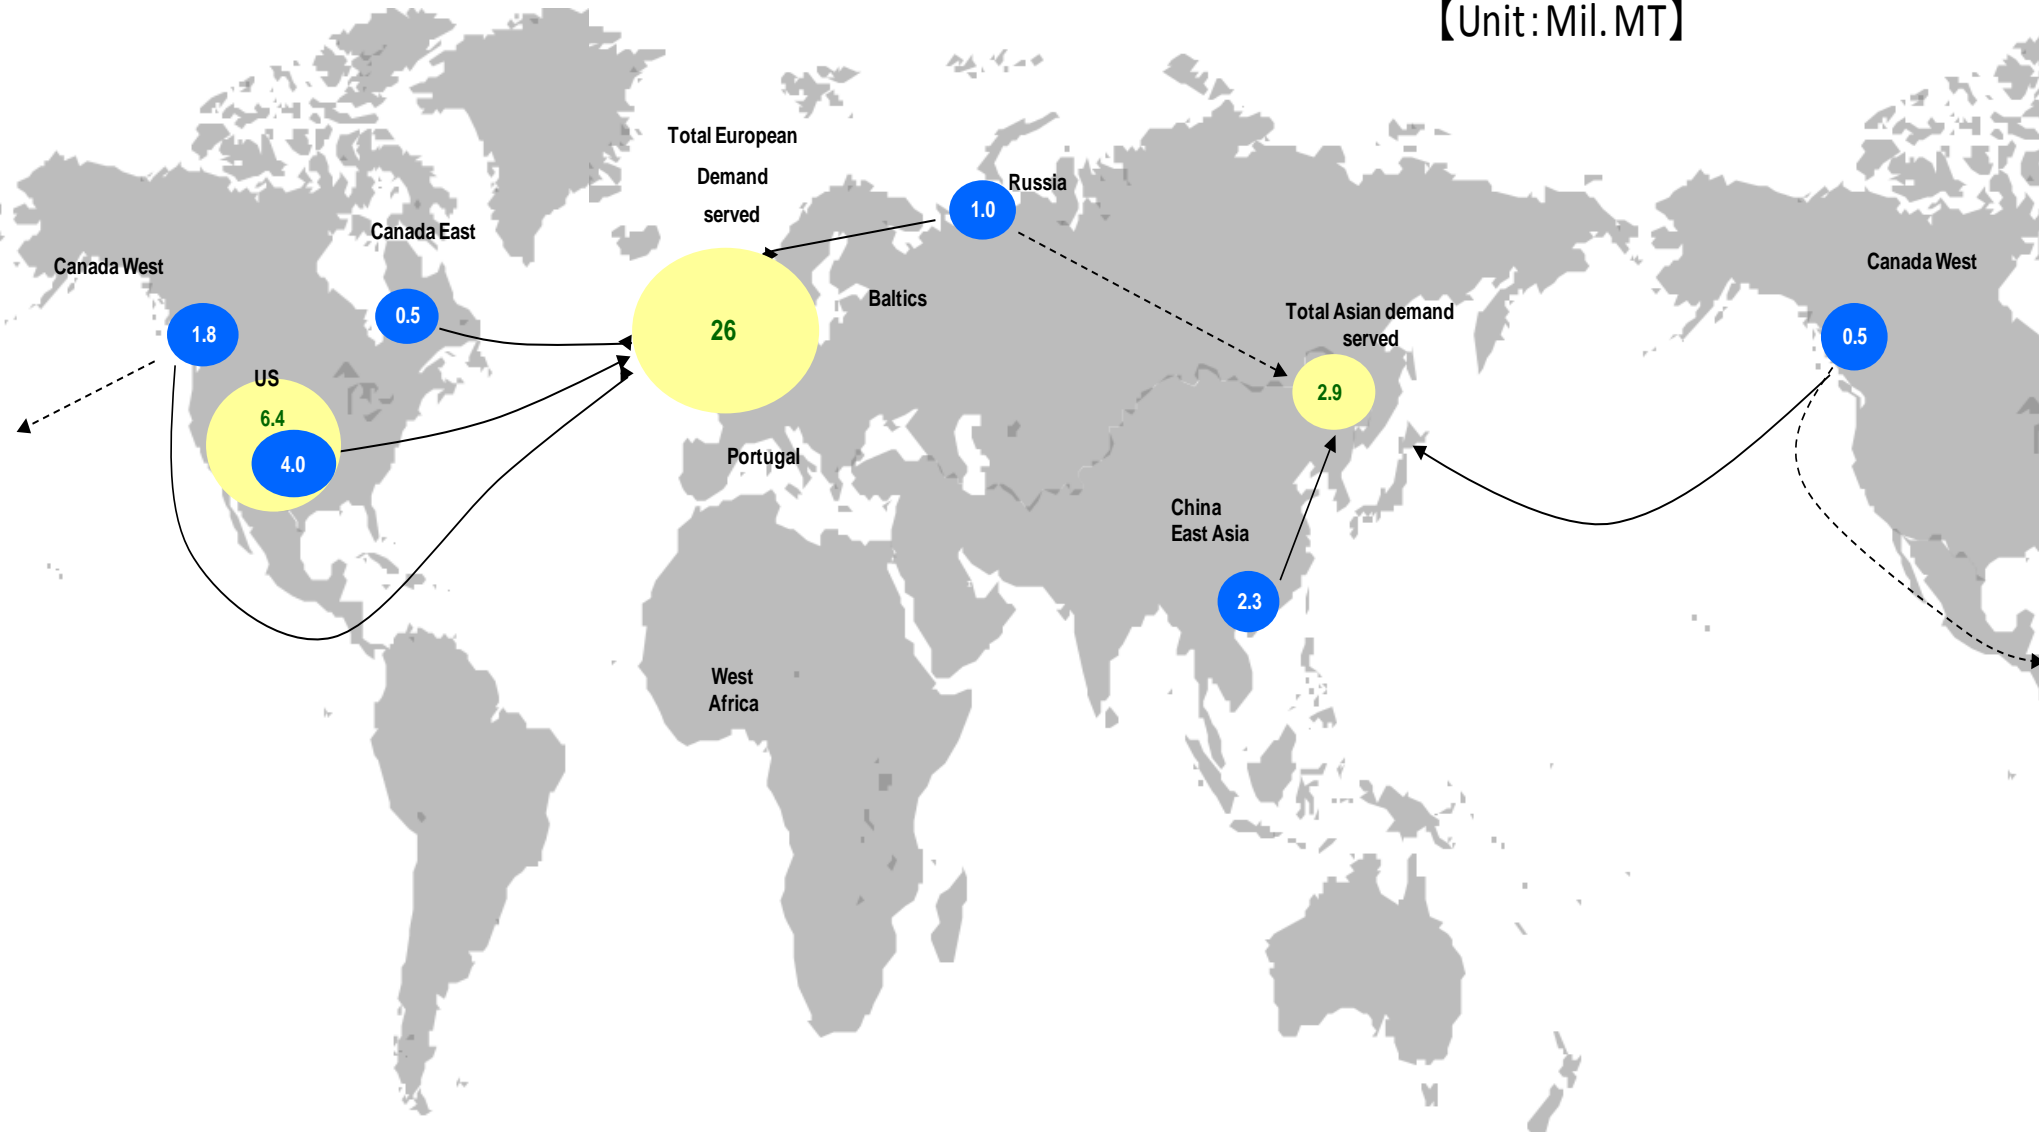 【Unit:Mil.MT】
Total European
Demand
served
Russia
1.0
Canada East
Canada West
Canada West
Baltics
Total Asian demand
served
0.5
1.8
26
0.5
US
6.4
2.9
4.0
Portugal
China
East Asia
2.3
West
Africa